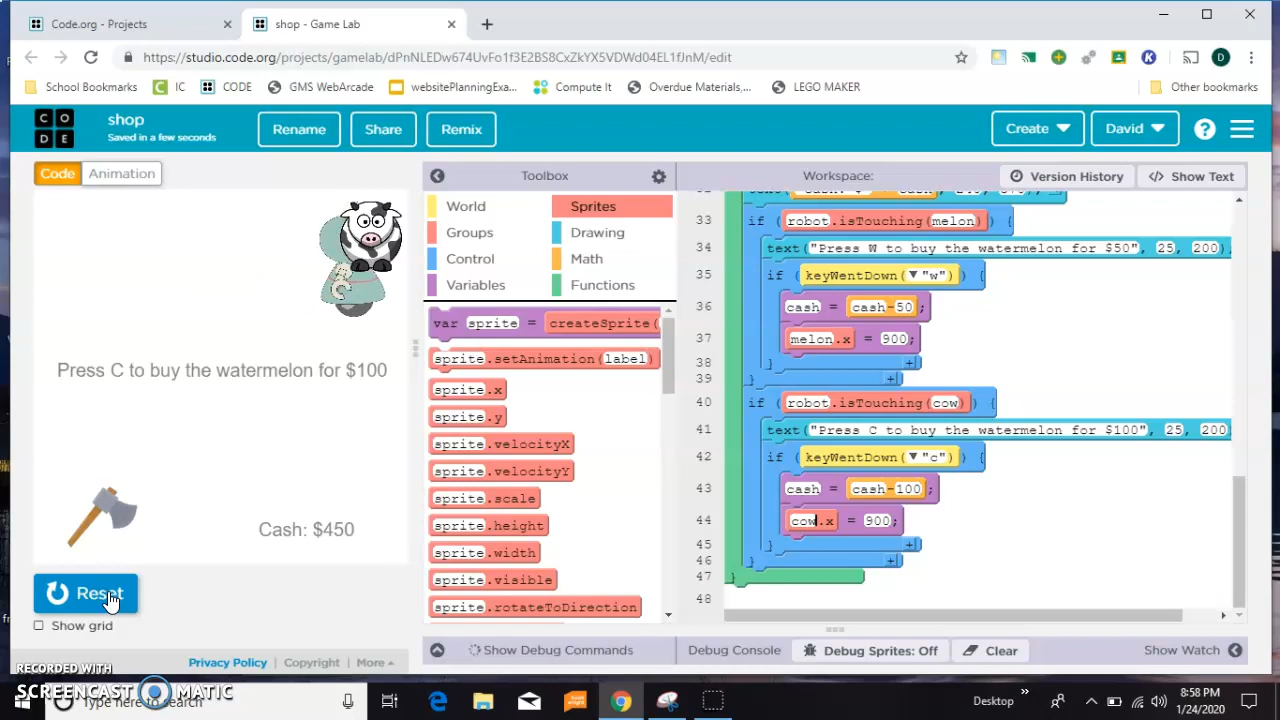 Code.org - Projects
shop - Game Lab
https://studio.code.org/projects/gamelab/dPnNLEDw674UvFo1f3E2BS8CxZkYX5VDWd04EL1fJnM/edit
D
School Bookmarks
IC
CODE
GMS WebArcade
websitePlanningExa...
Compute It
Overdue Materials,...
LEGO MAKER
Other bookmarks
C O
D E
shop
Saved in a few seconds
Rename
Share
Remix
Create
David
?
Code
Animation
Toolbox
Workspace:
Version History
</> Show Text
World
Sprites
Groups
Drawing
Control
Math
Variables
Functions
var sprite = createSprite(
sprite.setAnimation(label)
sprite.x
sprite.y
sprite.velocityX
sprite.velocityY
sprite.scale
sprite.height
sprite.width
sprite.visible
sprite.rotateToDirection
33 if (robot.isTouching(melon)) {
34 text("Press W to buy the watermelon for $50", 25, 200)
35 if (keyWentDown("w")) {
36 cash = cash-50;
37 melon.x = 900;
38 }
39 }
40 if (robot.isTouching(cow)) {
41 text("Press C to buy the watermelon for $100", 25, 200
42 if (keyWentDown("c")) {
43 cash = cash-100;
44 cow.x = 900;
45 }
46 }
47 }
48
Press C to buy the watermelon for $100
Cash: $450
Reset
Show grid
Privacy Policy
Copyright
More
Show Debug Commands
Debug Console
Debug Sprites: Off
Clear
Show Watch
RECORDED WITH
SCREENCAST MATIC
Type here to search
Desktop
8:58 PM
1/24/2020